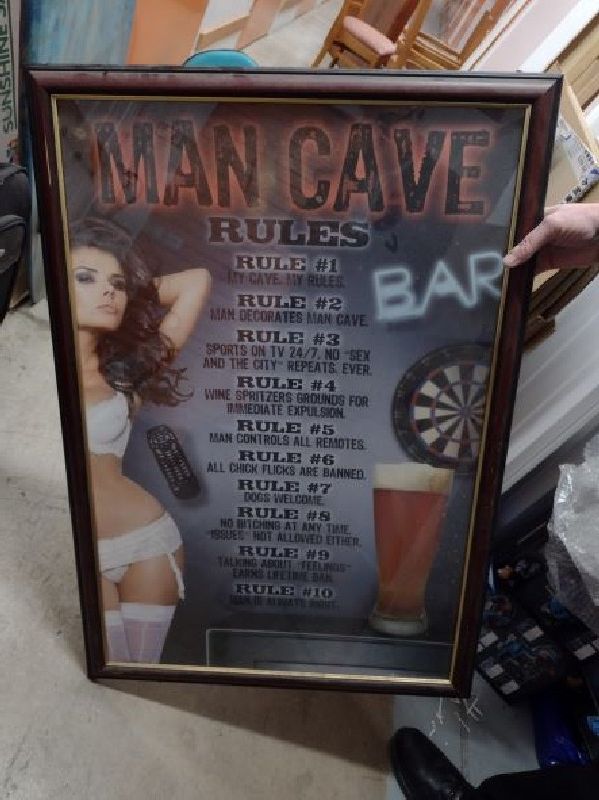 SUNSHINE
MAN CAVE
RULES
RULE #1
MY CAVE. MY RULES.
RULE #2
MAN DECORATES MAN CAVE.
RULE #3
SPORTS ON TV 24/7, NO "SEX
AND THE CITY" REPEATS. EVER.
RULE #4
WINE SPRITZERS GROUNDS FOR
IMMEDIATE EXPULSION.
RULE #5
MAN CONTROLS ALL REMOTES.
RULE #6
ALL CHICK FLICKS ARE BANNED.
RULE #7
DOGS WELCOME.
RULE #8
NO BITCHING AT ANY TIME.
"ISSUES" NOT ALLOWED EITHER.
RULE #9
TALKING ABOUT "FEELINGS"
EARNS LIFETIME BAN.
RULE #10
MAN IS ALWAYS RIGHT.
BAR